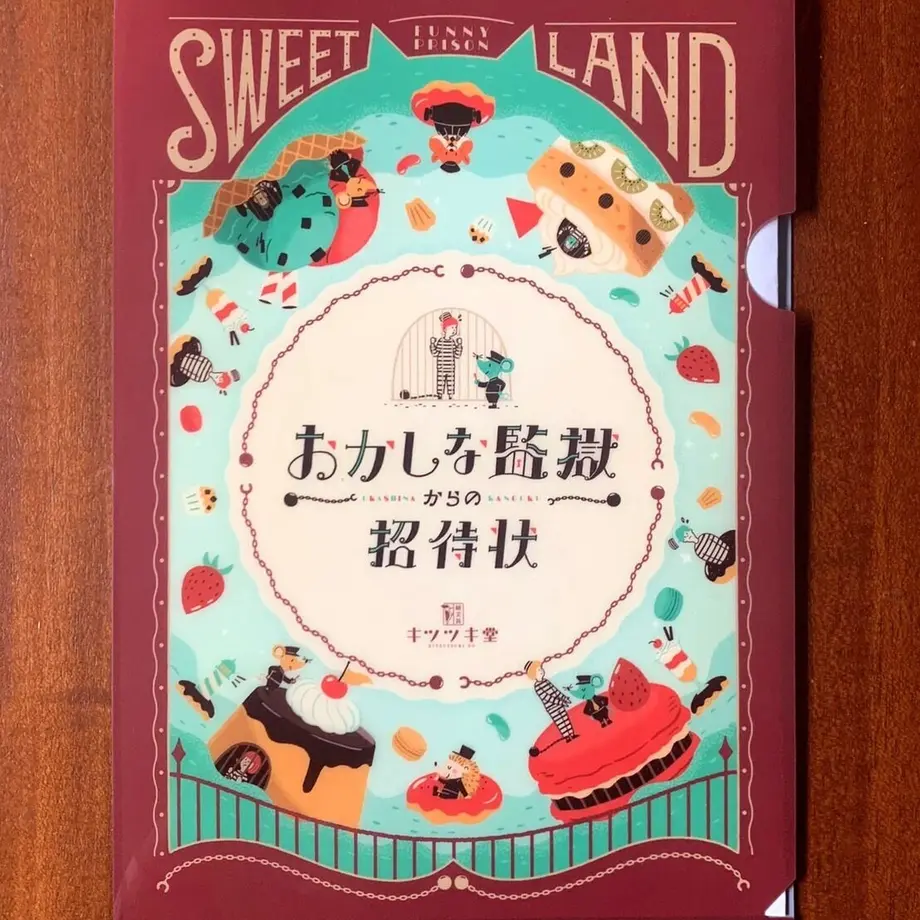 SWEET
FUNNY
PRISON
LAND
おかしな監獄
OKASHINA
からの
KANGOKU
招待状
キツツキ堂